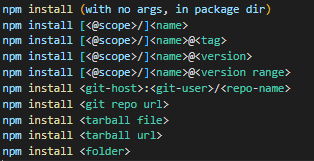 npm install (with no args, in package dir)
npm install [<@scope>/]<name>
npm install [<@scope>/]<name>@<tag>
npm install [<@scope>/]<name>@<version>
npm install [<@scope>/]<name>@<version range>
npm install <git-host>:<git-user>/<repo-name>
npm install <git repo url>
npm install <tarball file>
npm install <tarball url>
npm install <folder>